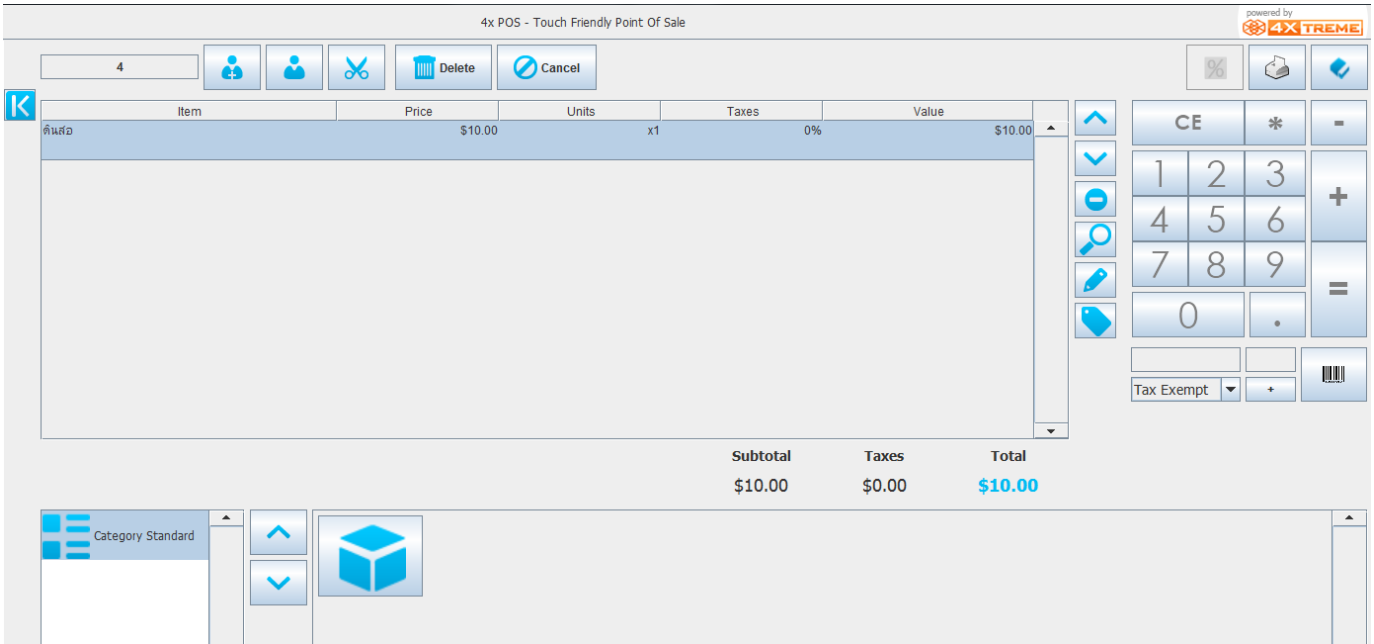 4x POS - Touch Friendly Point Of Sale
powered by
4X TREME
4
Delete
Cancel
%
Item Price Units Taxes Value
ดินสอ $10.00 x1 0% $10.00
CE * -
1 2 3 +
4 5 6
7 8 9 =
0 .
Tax Exempt +
Subtotal Taxes Total
$10.00 $0.00 $10.00
Category Standard